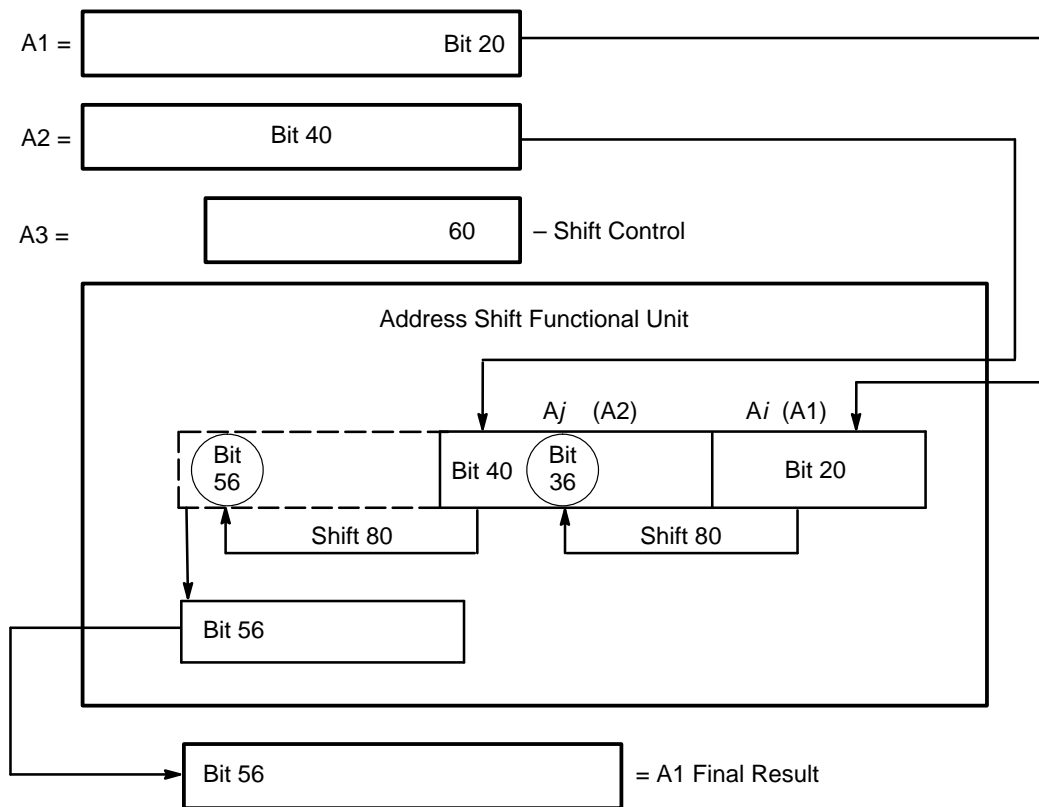 A1 = Bit 20
A2 = Bit 40
A3 = 60 – Shift Control
Address Shift Functional Unit
Aj (A2) Ai (A1)
Bit 56 Bit 40 Bit 36 Bit 20
Shift 80 Shift 80
Bit 56
Bit 56 = A1 Final Result